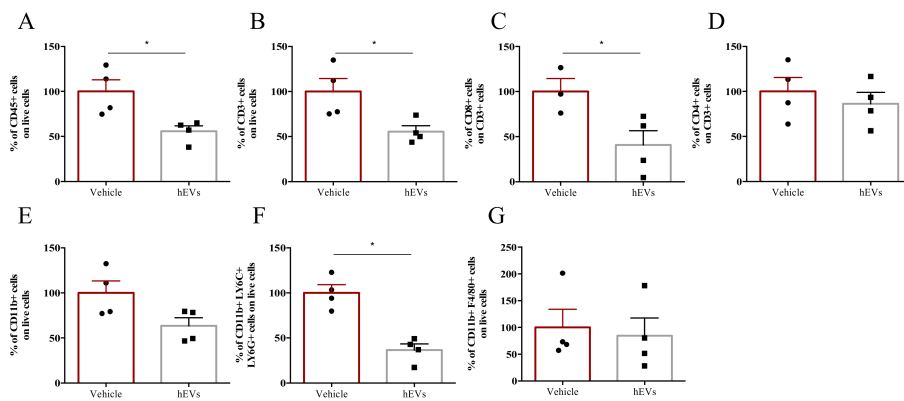 A
% of CD45+ cells
on live cells
150
100
50
0
*
Vehicle
hEVs
B
% of CD3+ cells
on live cells
150
100
50
0
*
Vehicle
hEVs
C
% of CD8+ cells
on CD3+ cells
150
100
50
0
*
Vehicle
hEVs
D
% of CD4+ cells
on CD3+ cells
150
100
50
0
Vehicle
hEVs
E
% of CD11b+ cells
on live cells
150
100
50
0
Vehicle
hEVs
F
% of CD11b+ LY6C+
LY6G+ cells on live cells
150
100
50
0
*
Vehicle
hEVs
G
% of CD11b+ F4/80+ cells
on live cells
250
200
150
100
50
0
Vehicle
hEVs